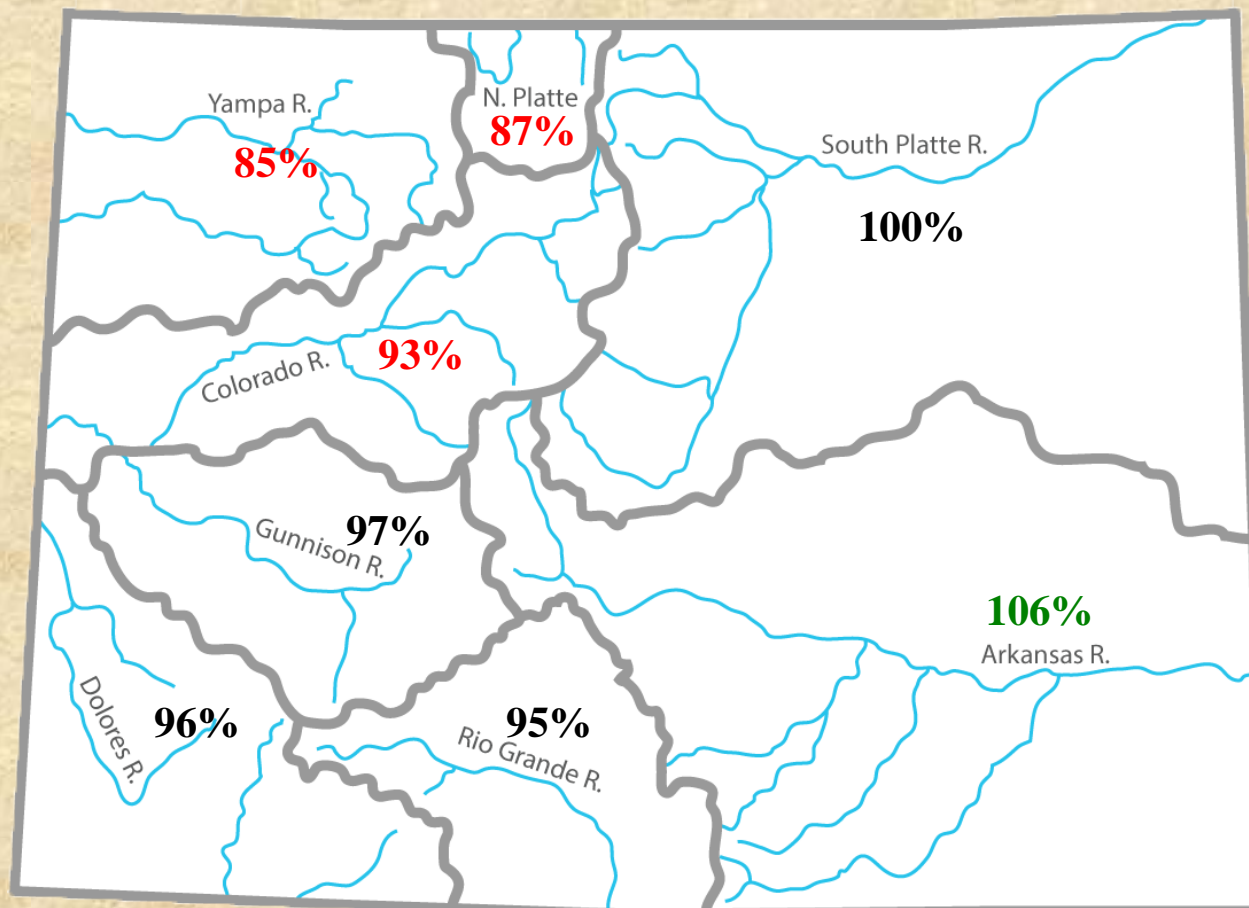 Yampa R.
85%
N. Platte
87%
South Platte R.
100%
Colorado R.
93%
Gunnison R.
97%
106%
Arkansas R.
Dolores R.
96%
95%
Rio Grande R.